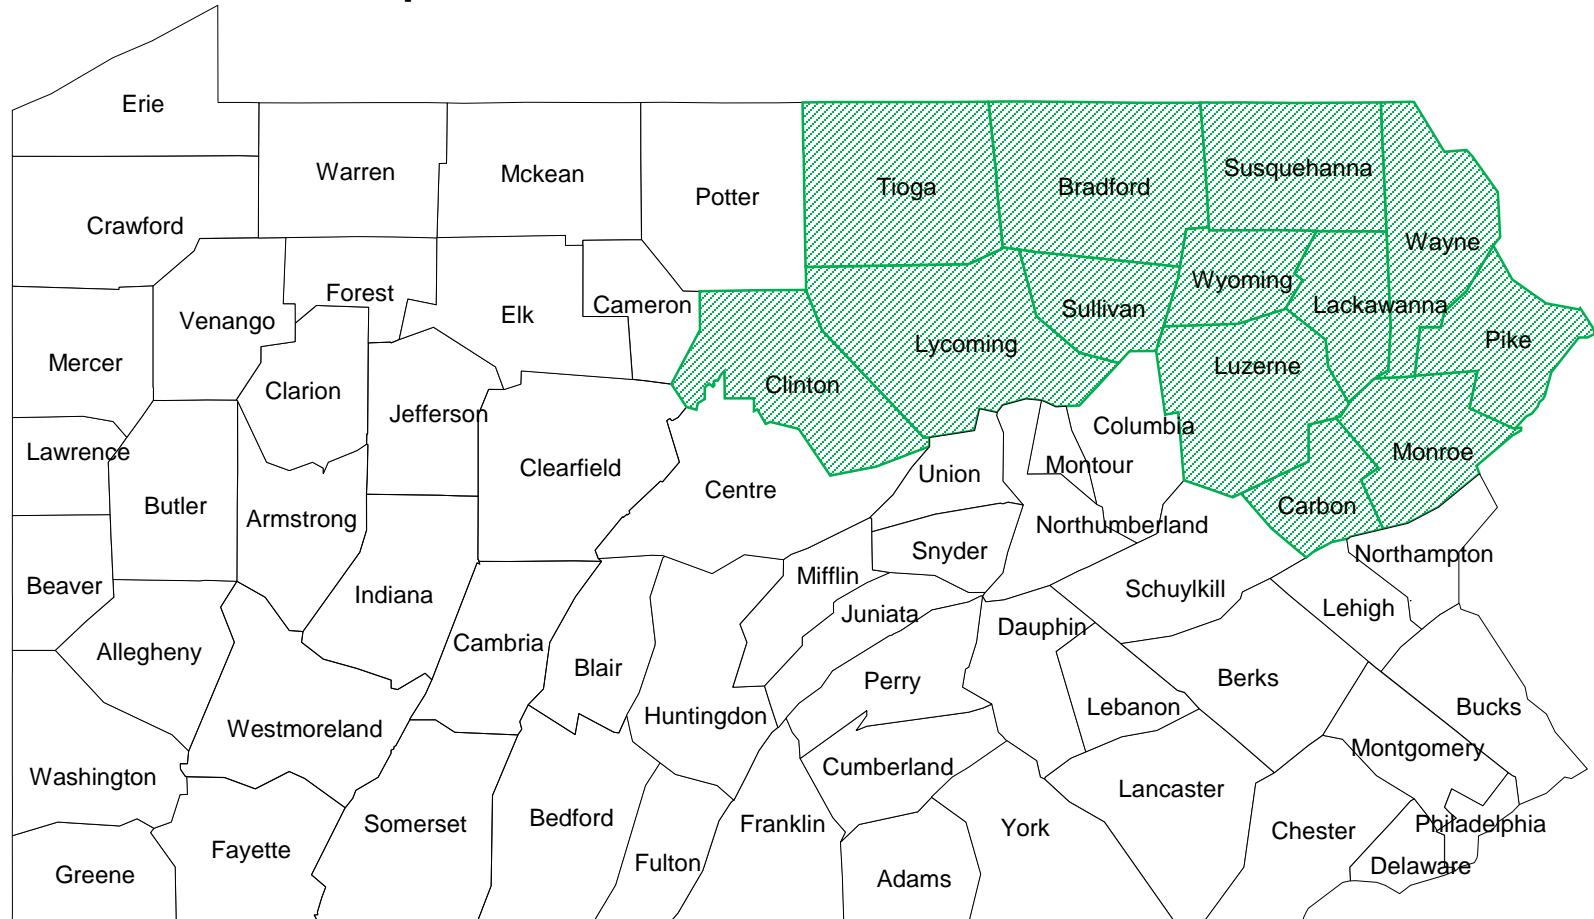 Erie
Warren
Mckean
Potter
Tioga
Bradford
Susquehanna
Wayne
Crawford
Forest
Elk
Cameron
Venango
Wyoming
Lackawanna
Sullivan
Pike
Lycoming
Mercer
Luzerne
Clinton
Clarion
Jefferson
Columbia
Lawrence
Monroe
Clearfield
Montour
Union
Centre
Butler
Carbon
Armstrong
Northumberland
Snyder
Northampton
Beaver
Mifflin
Indiana
Schuylkill
Lehigh
Juniata
Dauphin
Cambria
Allegheny
Blair
Perry
Berks
Lebanon
Bucks
Huntingdon
Westmoreland
Montgomery
Cumberland
Washington
Lancaster
Bedford
Somerset
Franklin
York
Chester
Philadelphia
Fayette
Fulton
Delaware
Greene
Adams